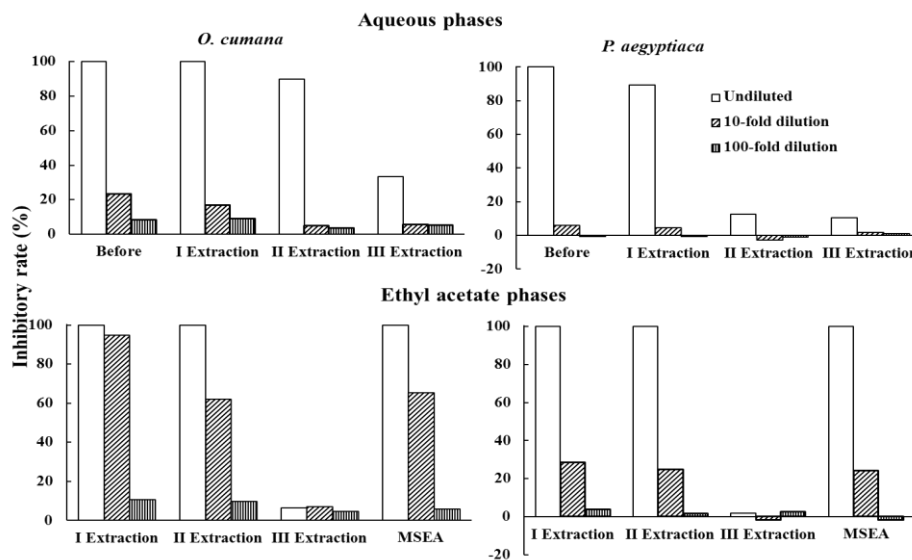 Aqueous phases
O. cumana
P. aegyptiaca
100
80
60
40
20
0
Before I Extraction II Extraction III Extraction
100
80
60
40
20
0
-20
Before I Extraction II Extraction III Extraction
Undiluted
10-fold dilution
100-fold dilution
Inhibitory rate (%)
Ethyl acetate phases
100
80
60
40
20
0
I Extraction II Extraction III Extraction MSEA
100
80
60
40
20
0
-20
I Extraction II Extraction III Extraction MSEA